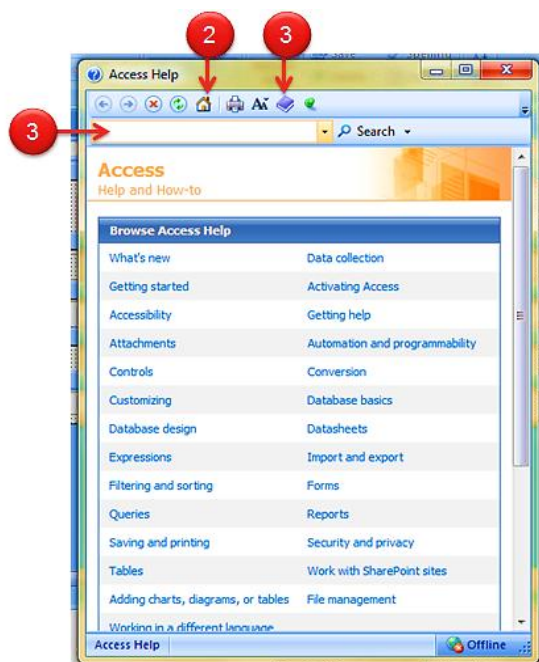 2
3
Save
Spelling
Access Help
3
Search
Access
Help and How-to
Browse Access Help
What's new
Data collection
Getting started
Activating Access
Accessibility
Getting help
Attachments
Automation and programmability
Controls
Conversion
Customizing
Database basics
Database design
Datasheets
Expressions
Import and export
Filtering and sorting
Forms
Queries
Reports
Saving and printing
Security and privacy
Tables
Work with SharePoint sites
Adding charts, diagrams, or tables
File management
Working in a different language
Access Help
Offline